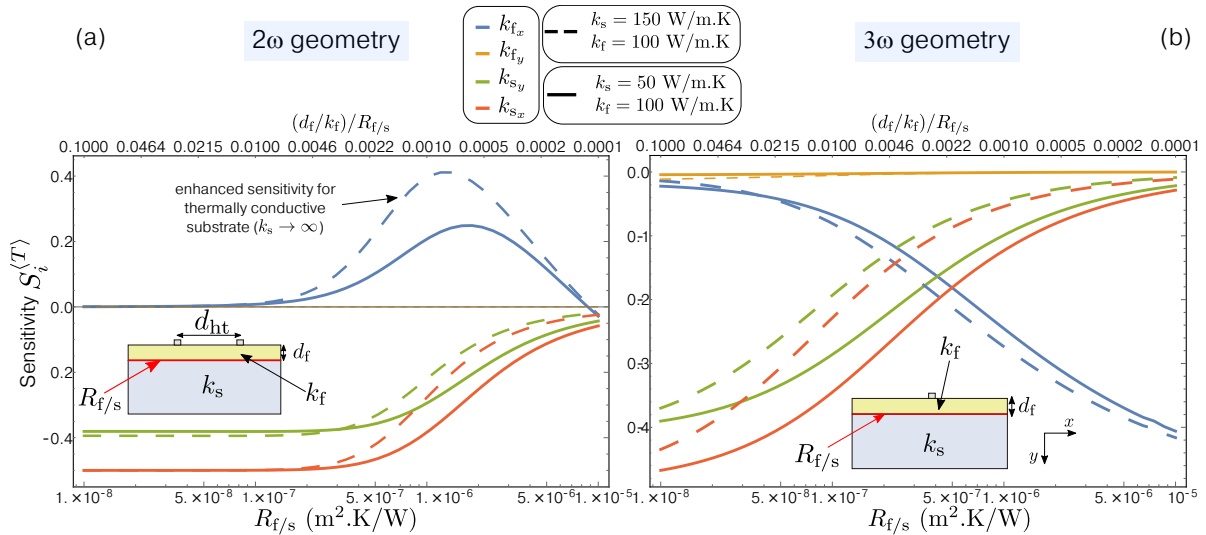 (a)
2ω geometry
k_{f_x}
k_{f_y}
k_{s_y}
k_{s_x}
k_s = 150 W/m.K
k_f = 100 W/m.K
k_s = 50 W/m.K
k_f = 100 W/m.K
3ω geometry
(b)
(d_f/k_f)/R_{f/s}
0.1000 0.0464 0.0215 0.0100 0.0046 0.0022 0.0010 0.0005 0.0002 0.0001
Sensitivity S_i^{⟨T⟩}
0.4
0.2
0.0
0.2
-0.4
enhanced sensitivity for
thermally conductive
substrate (k_s → ∞)
d_ht
d_f
R_{f/s}
k_s
k_f
1.×10⁻⁸ 5.×10⁻⁸ 1.×10⁻⁷ 5.×10⁻⁷ 1.×10⁻⁶ 5.×10⁻⁶ 1.×10⁻⁵
R_{f/s} (m².K/W)
(d_f/k_f)/R_{f/s}
0.1000 0.0464 0.0215 0.0100 0.0046 0.0022 0.0010 0.0005 0.0002 0.0001
0.0
0.1
0.2
0.3
0.4
k_f
d_f
R_{f/s}
k_s
x
y
1.×10⁻⁸ 5.×10⁻⁸ 1.×10⁻⁷ 5.×10⁻⁷ 1.×10⁻⁶ 5.×10⁻⁶ 10⁻⁵
R_{f/s} (m².K/W)